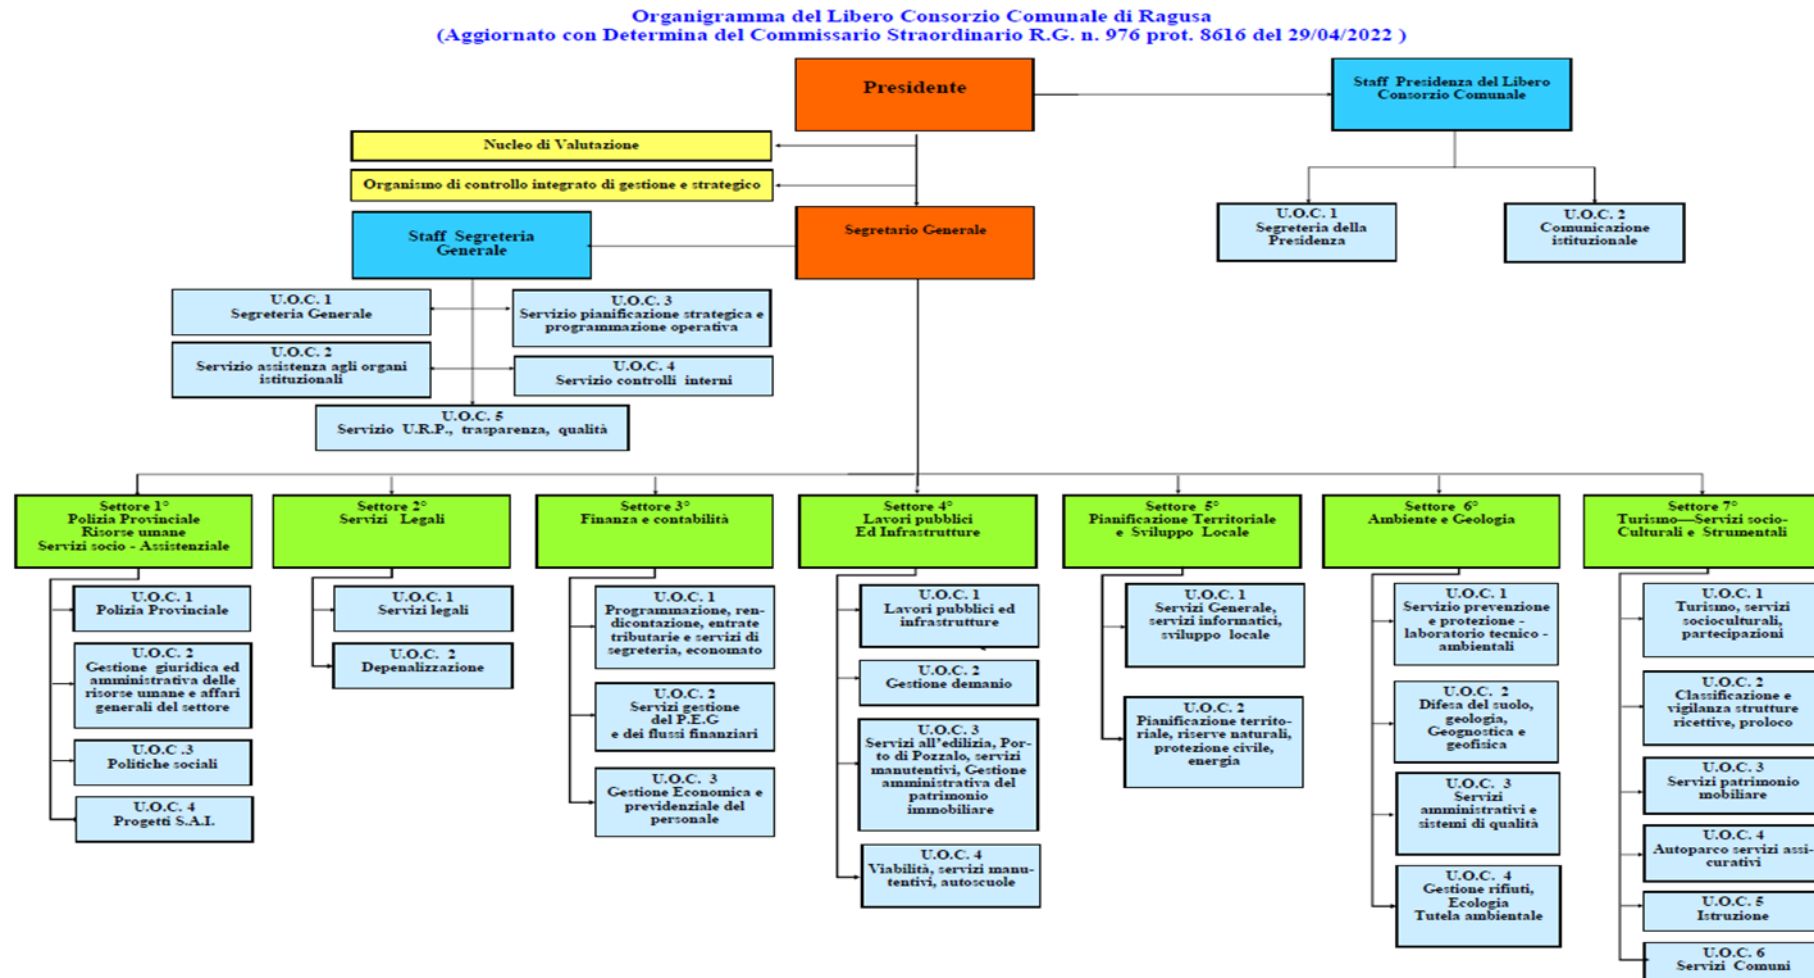 Organigramma del Libero Consorzio Comunale di Ragusa
(Aggiornato con Determina del Commissario Straordinario R.G. n. 976 prot. 8616 del 29/04/2022 )
Presidente
Staff Presidenza del Libero
Consorzio Comunale
Nucleo di Valutazione
Organismo di controllo integrato di gestione e strategico
U.O.C. 1
Segreteria della
Presidenza
U.O.C. 2
Comunicazione
istituzionale
Staff Segreteria
Generale
Segretario Generale
U.O.C. 1
Segreteria Generale
U.O.C. 3
Servizio pianificazione strategica e
programmazione operativa
U.O.C. 2
Servizio assistenza agli organi
istituzionali
U.O.C. 4
Servizio controlli interni
U.O.C. 5
Servizio U.R.P., trasparenza, qualità
Settore 1°
Polizia Provinciale
Risorse umane
Servizi socio - Assistenziale
U.O.C. 1
Polizia Provinciale
U.O.C. 2
Gestione giuridica ed
amministrativa delle
risorse umane e affari
generali del settore
U.O.C .3
Politiche sociali
U.O.C. 4
Progetti S.A.I.
Settore 2°
Servizi Legali
U.O.C. 1
Servizi legali
U.O.C. 2
Depenalizzazione
Settore 3°
Finanza e contabilità
U.O.C. 1
Programmazione, ren-
dicontazione, entrate
tributarie e servizi di
segreteria, economato
U.O.C. 2
Servizi gestione
del P.E.G
e dei flussi finanziari
U.O.C. 3
Gestione Economica e
previdenziale del
personale
Settore 4°
Lavori pubblici
Ed Infrastrutture
U.O.C. 1
Lavori pubblici ed
infrastrutture
U.O.C. 2
Gestione demanio
U.O.C. 3
Servizi all'edilizia, Por-
to di Pozzalo, servizi
manutentivi, Gestione
amministrativa del
patrimonio
immobiliare
U.O.C. 4
Viabilità, servizi manu-
tentivi, autoscuole
Settore 5°
Pianificazione Territoriale
e Sviluppo Locale
U.O.C. 1
Servizi Generale,
servizi informatici,
sviluppo locale
U.O.C. 2
Pianificazione territo-
riale, riserve naturali,
protezione civile,
energia
Settore 6°
Ambiente e Geologia
U.O.C. 1
Servizio prevenzione
e protezione -
laboratorio tecnico -
ambientali
U.O.C. 2
Difesa del suolo,
geologia,
Geognostica e
geofisica
U.O.C. 3
Servizi
amministrativi e
sistemi di qualità
U.O.C. 4
Gestione rifiuti,
Ecologia
Tutela ambientale
Settore 7°
Turismo—Servizi socio-
Culturali e Strumentali
U.O.C. 1
Turismo, servizi
socioculturali,
partecipazioni
U.O.C. 2
Classificazione e
vigilanza strutture
ricettive, proloco
U.O.C. 3
Servizi patrimonio
mobiliare
U.O.C. 4
Autoparco servizi assi-
curativi
U.O.C. 5
Istruzione
U.O.C. 6
Servizi Comuni